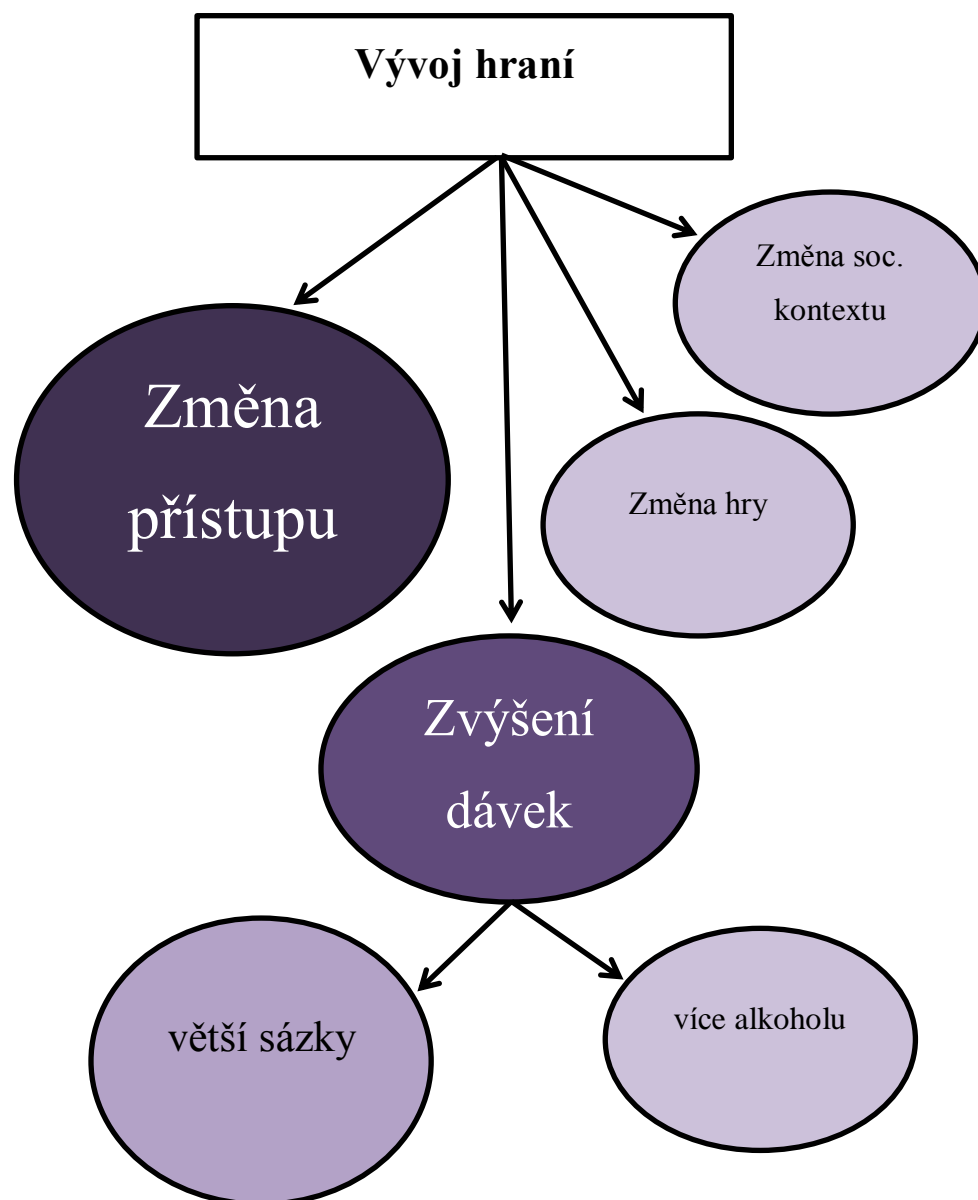 Vývoj hraní
Změna soc.
kontextu
Změna
přístupu
Změna hry
Zvýšení
dávek
větší sázky
více alkoholu